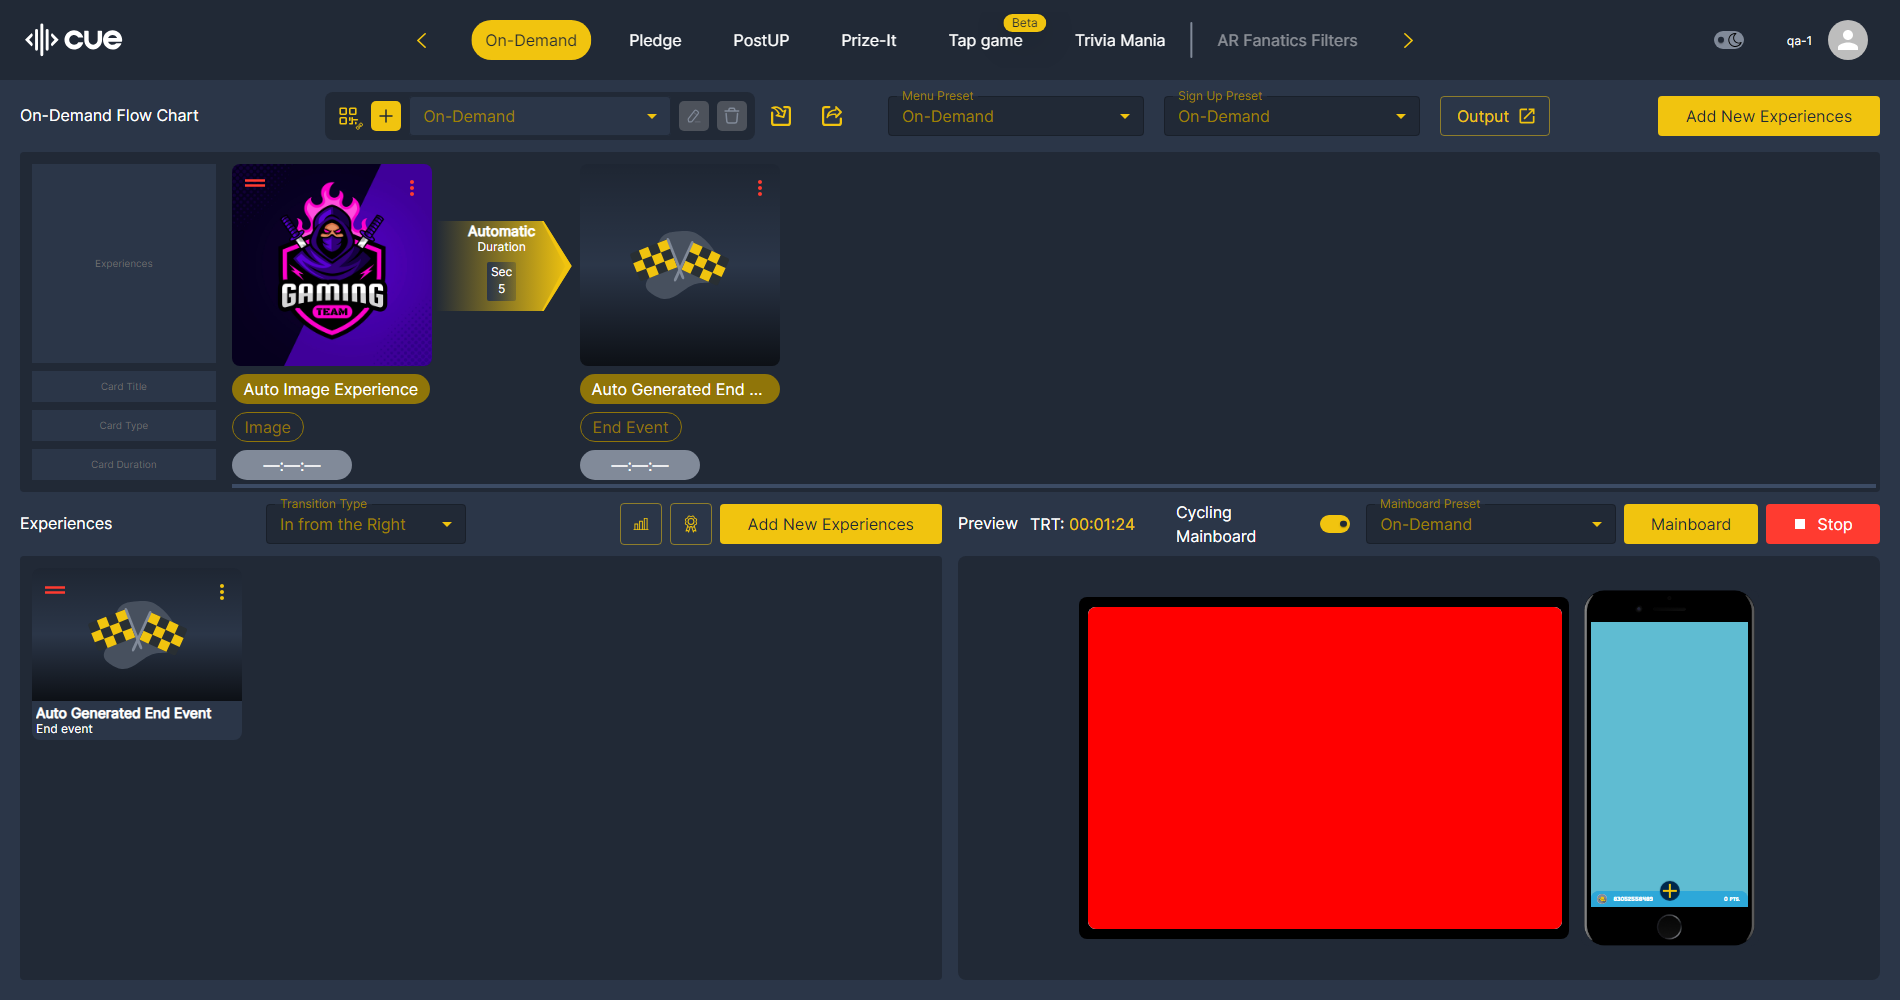 cue
On-Demand
Pledge
PostUP
Prize-It
Beta
Tap game
Trivia Mania
AR Fanatics Filters
qa-1
On-Demand Flow Chart
On-Demand
Menu Preset
On-Demand
Sign Up Preset
On-Demand
Output
Add New Experiences
Experiences
Card Title
Card Type
Card Duration
GAMING
TEAM
Auto Image Experience
Image
—:—:—
Automatic
Duration
Sec
5
Auto Generated End ...
End Event
—:—:—
Experiences
Transition Type
In from the Right
Add New Experiences
Preview
TRT: 00:01:24
Cycling
Mainboard
Mainboard Preset
On-Demand
Mainboard
Stop
Auto Generated End Event
End event
0 PTS.